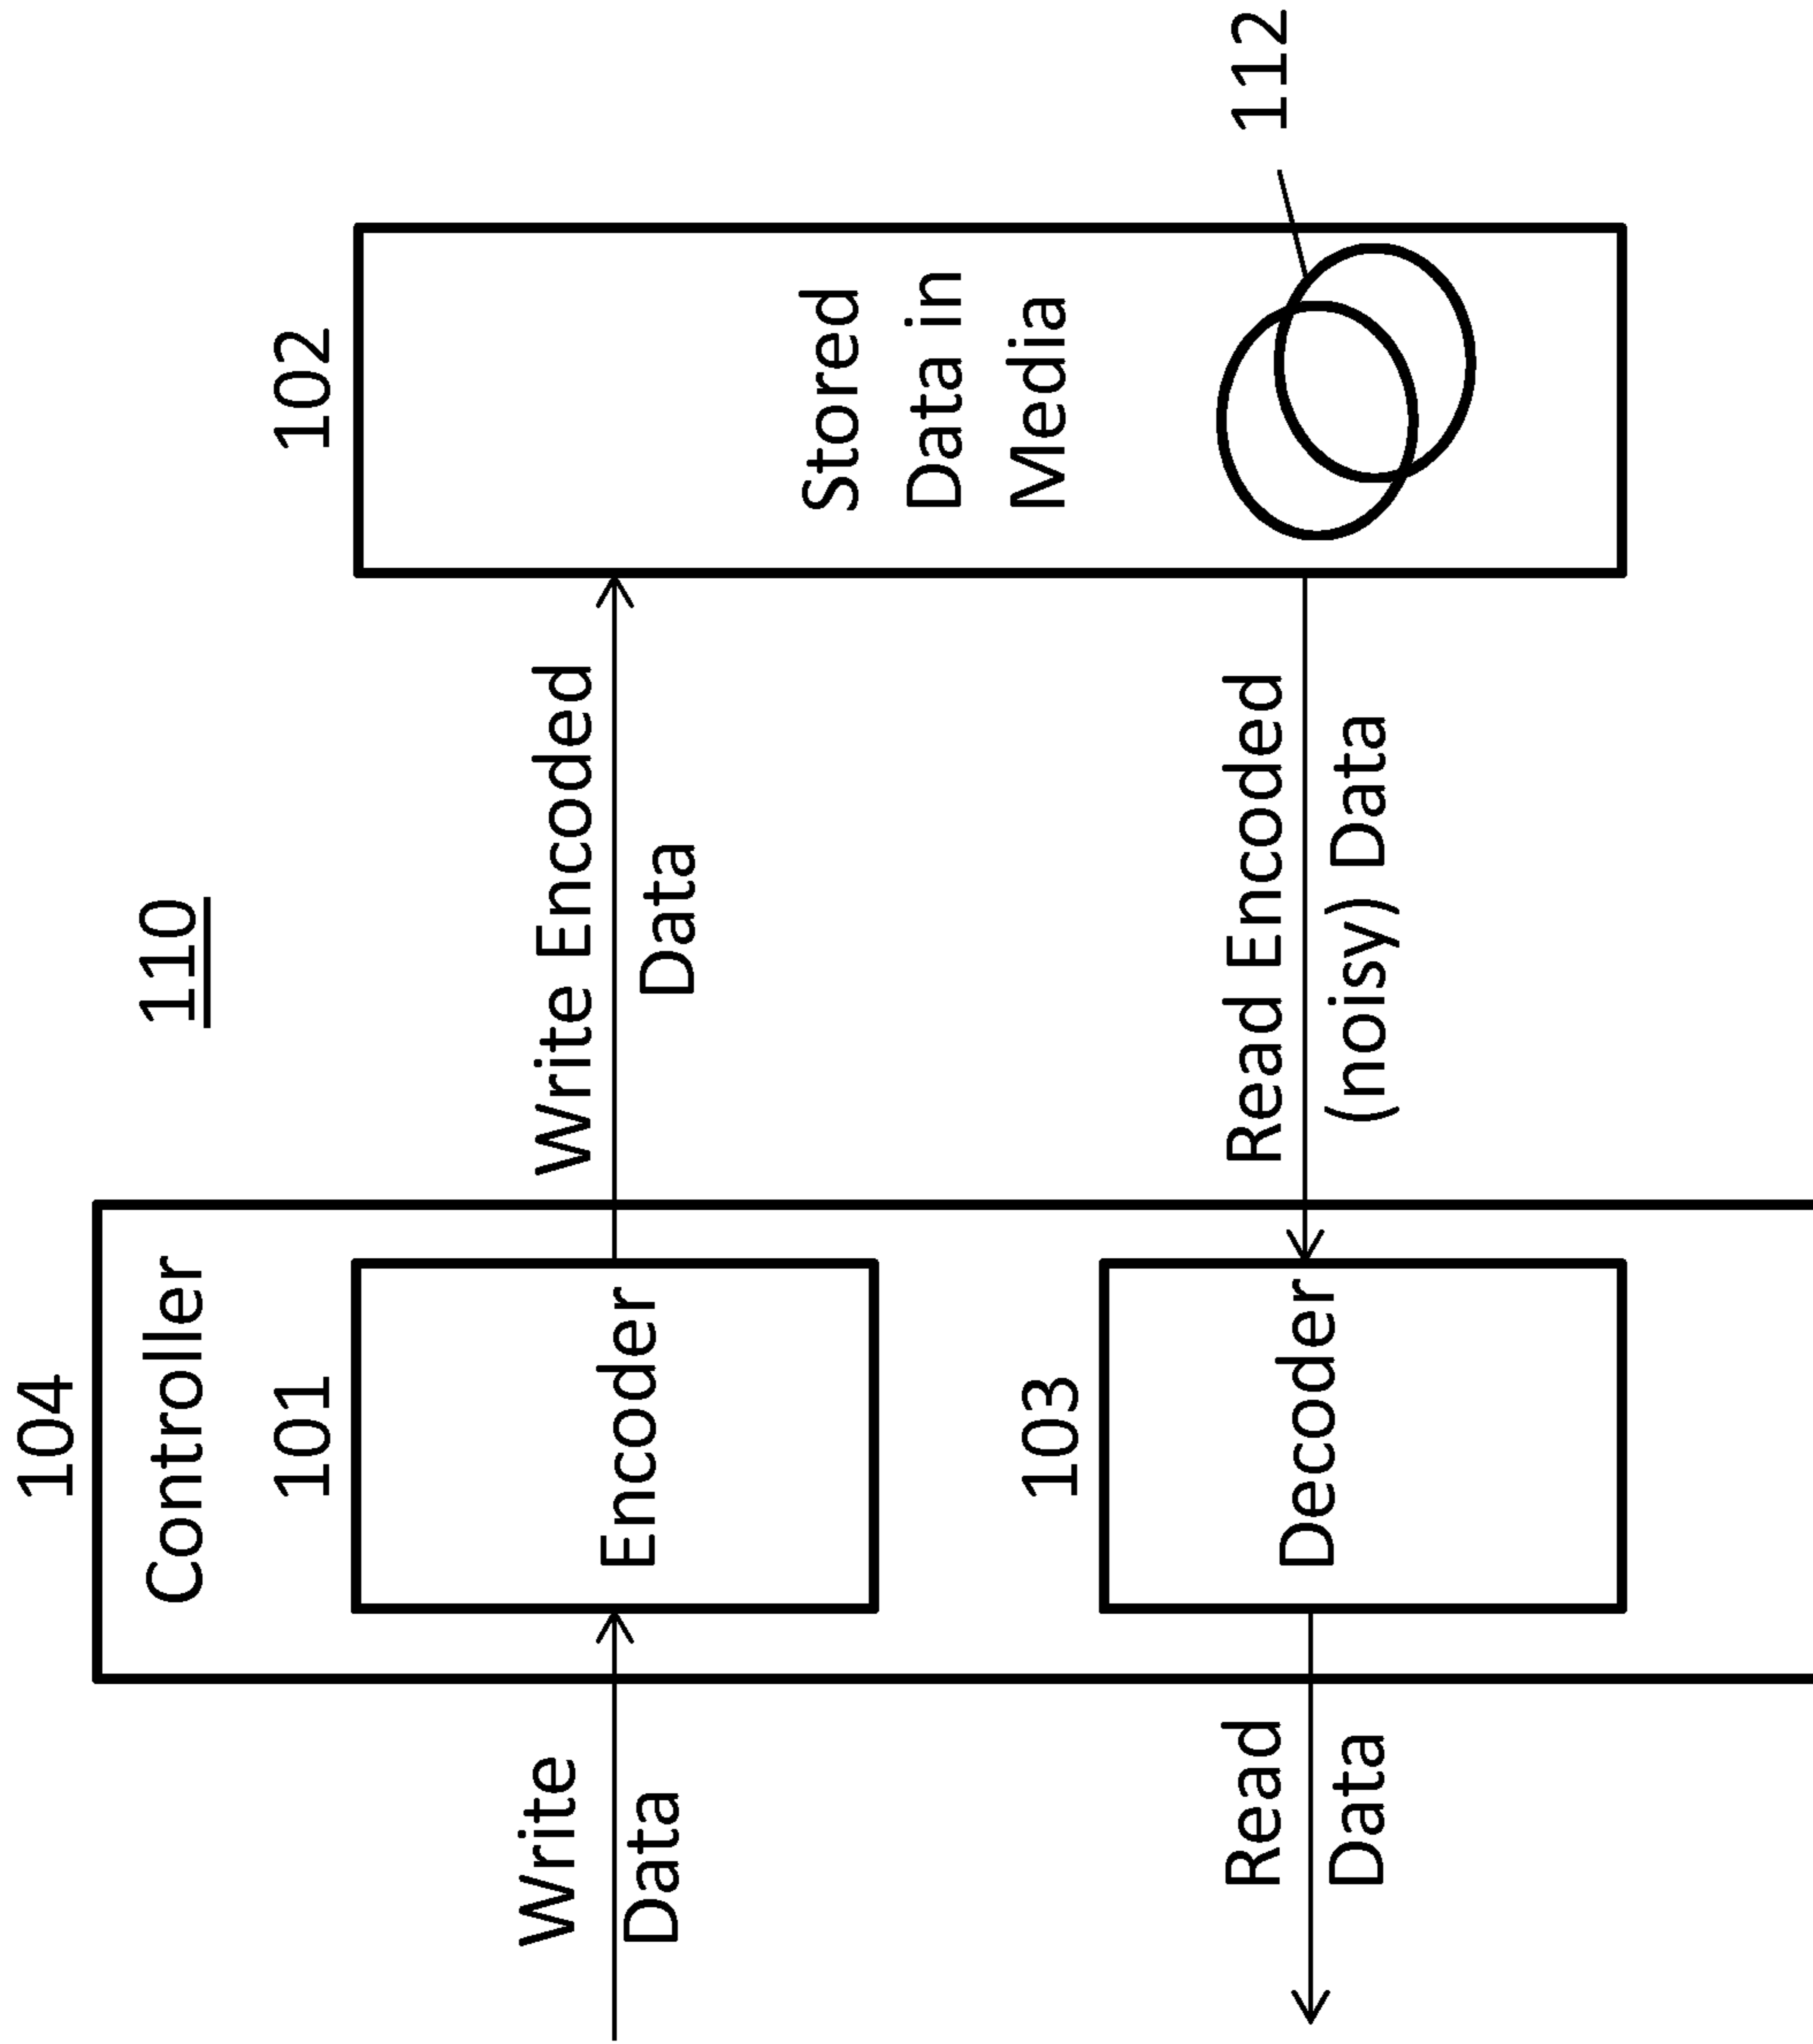 110
104
Controller
101
Encoder
103
Decoder
Write
Data
Write Encoded
Data
Read
Data
Read Encoded
(noisy) Data
102
Stored
Data in
Media
112